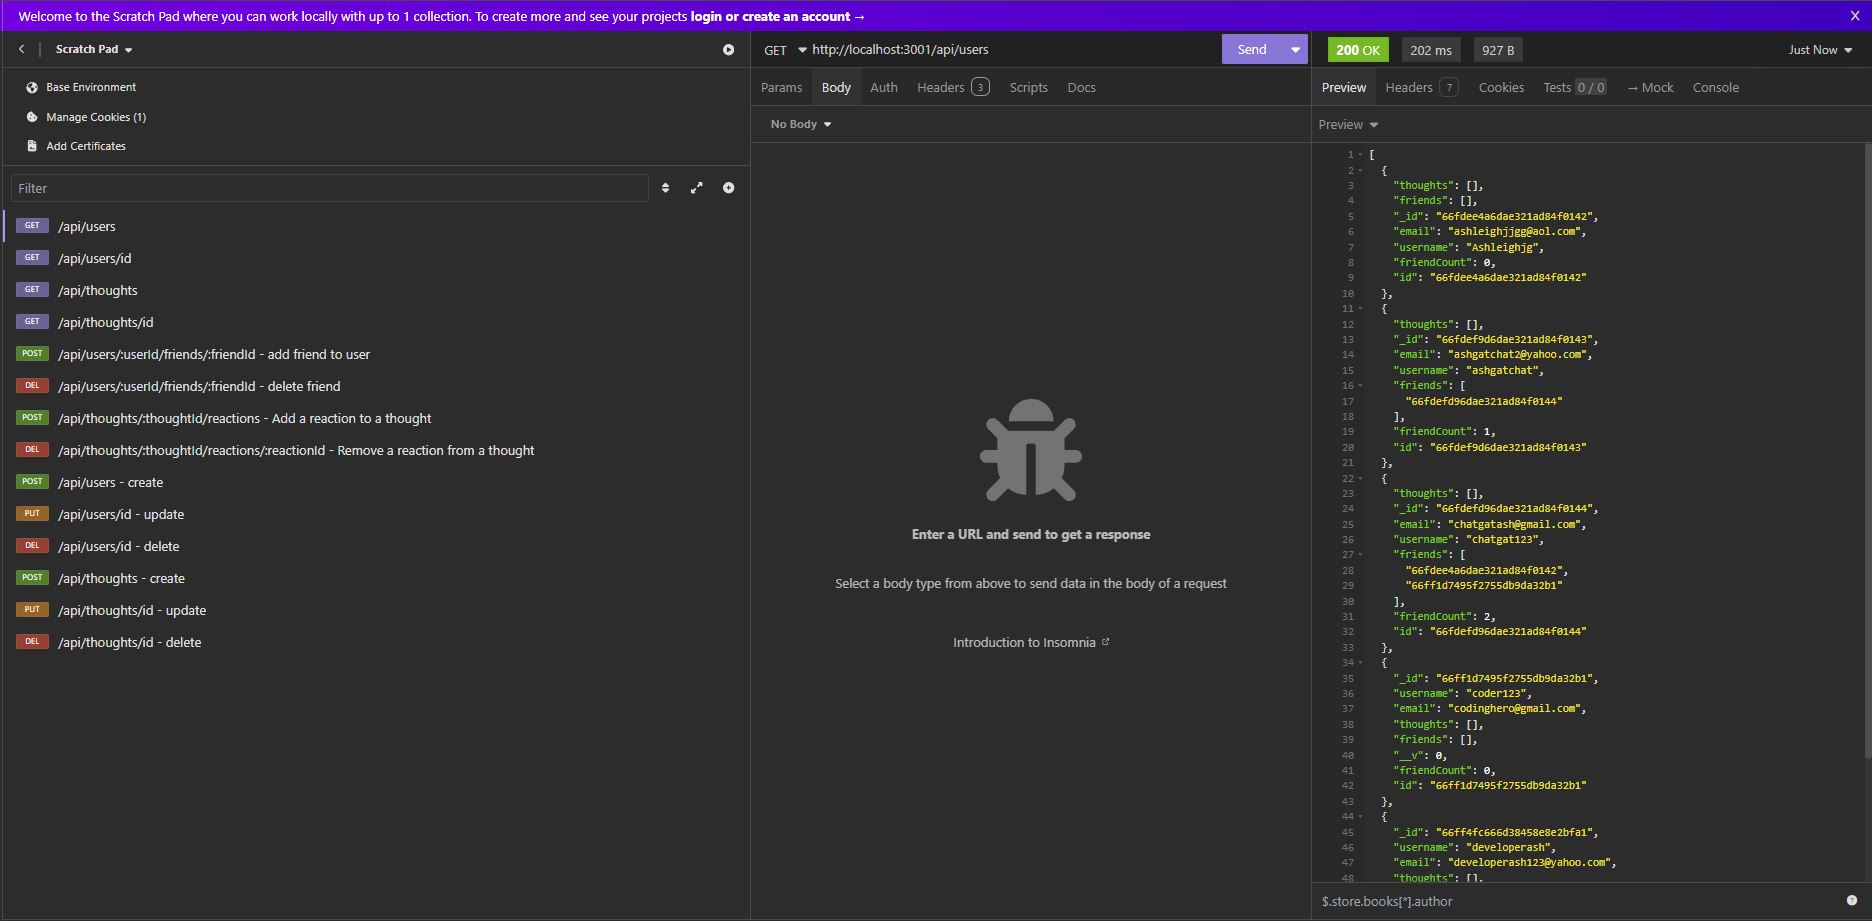 Welcome to the Scratch Pad where you can work locally with up to 1 collection. To create more and see your projects login or create an account → X
Scratch Pad
Base Environment
Manage Cookies (1)
Add Certificates
Filter
GET /api/users
GET /api/users/id
GET /api/thoughts
GET /api/thoughts/id
POST /api/users/:userId/friends/:friendId - add friend to user
DEL /api/users/:userId/friends/:friendId - delete friend
POST /api/thoughts/:thoughtId/reactions - Add a reaction to a thought
DEL /api/thoughts/:thoughtId/reactions/:reactionId - Remove a reaction from a thought
POST /api/users - create
PUT /api/users/id - update
DEL /api/users/id - delete
POST /api/thoughts - create
PUT /api/thoughts/id - update
DEL /api/thoughts/id - delete
GET http://localhost:3001/api/users Send
Params Body Auth Headers 3 Scripts Docs
No Body
Enter a URL and send to get a response
Select a body type from above to send data in the body of a request
Introduction to Insomnia
200 OK 202 ms 927 B Just Now
Preview Headers 7 Cookies Tests 0 / 0 → Mock Console
Preview
1 [
2 {
3 "thoughts": [],
4 "friends": [],
5 "_id": "66fdee4a6dae321ad84f0142",
6 "email": "ashleighjjgg@aol.com",
7 "username": "Ashleighjg",
8 "friendCount": 0,
9 "id": "66fdee4a6dae321ad84f0142"
10 },
11 {
12 "thoughts": [],
13 "_id": "66fdef9d6dae321ad84f0143",
14 "email": "ashgatchat2@yahoo.com",
15 "username": "ashgatchat",
16 "friends": [
17 "66fdefd96dae321ad84f0144"
18 ],
19 "friendCount": 1,
20 "id": "66fdef9d6dae321ad84f0143"
21 },
22 {
23 "thoughts": [],
24 "_id": "66fdefd96dae321ad84f0144",
25 "email": "chatgatash@gmail.com",
26 "username": "chatgat123",
27 "friends": [
28 "66fdee4a6dae321ad84f0142",
29 "66ff1d7495f2755db9da32b1"
30 ],
31 "friendCount": 2,
32 "id": "66fdefd96dae321ad84f0144"
33 },
34 {
35 "_id": "66ff1d7495f2755db9da32b1",
36 "username": "coder123",
37 "email": "codinghero@gmail.com",
38 "thoughts": [],
39 "friends": [],
40 "__v": 0,
41 "friendCount": 0,
42 "id": "66ff1d7495f2755db9da32b1"
43 },
44 {
45 "_id": "66ff4fc666d38458e8e2bfa1",
46 "username": "developerash",
47 "email": "developerash123@yahoo.com",
48 "thoughts": [],
$.store.books[*].author